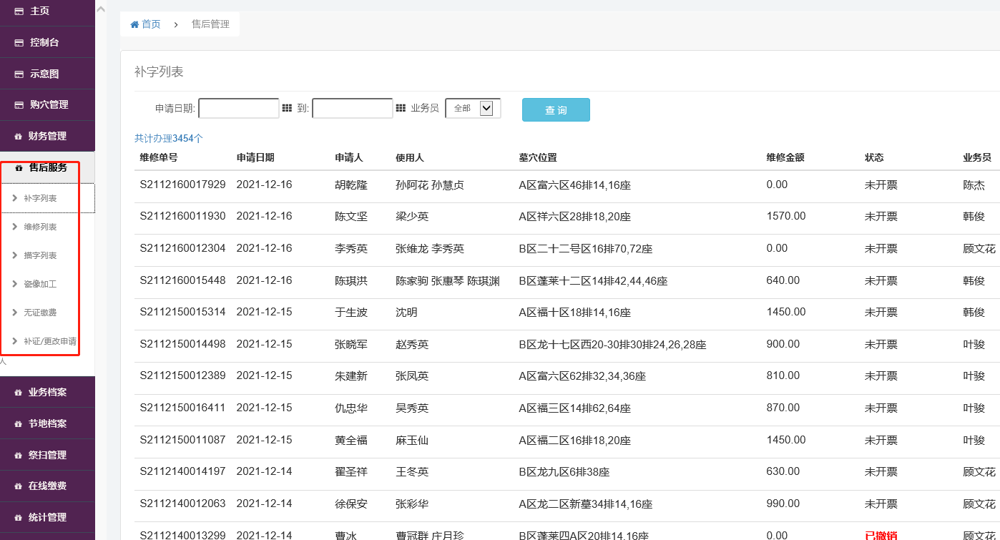 主页
控制台
示意图
购穴管理
财务管理
售后服务
补字列表
维修列表
描字列表
瓷像加工
无证缴费
补证/更改申请
人
业务档案
节地档案
祭扫管理
在线缴费
统计管理
首页 > 售后管理
补字列表
申请日期: 到: 业务员 全部 查 询
共计办理3454个
维修单号 申请日期 申请人 使用人 墓穴位置 维修金额 状态 业务员
S2112160017929 2021-12-16 胡乾隆 孙阿花 孙慧贞 A区富六区46排14,16座 0.00 未开票 陈杰
S2112160011930 2021-12-16 陈文坚 梁少英 A区祥六区28排18,20座 1570.00 未开票 韩俊
S2112160012304 2021-12-16 李秀英 张维龙 李秀英 B区二十二号区16排70,72座 0.00 未开票 顾文花
S2112160015448 2021-12-16 陈琪洪 陈家驹 张惠琴 陈琪渊 B区蓬莱十二区14排42,44,46座 640.00 未开票 韩俊
S2112150015314 2021-12-15 于生波 沈明 A区福十区18排14,16座 1450.00 未开票 韩俊
S2112150014498 2021-12-15 张晓军 赵秀英 B区龙十七区西20-30排30排24,26,28座 900.00 未开票 叶骏
S2112150012389 2021-12-15 朱建新 张凤英 A区富六区62排32,34,36座 810.00 未开票 叶骏
S2112150016411 2021-12-15 仇忠华 吴秀英 A区福三区14排62,64座 870.00 未开票 叶骏
S2112150011087 2021-12-15 黄全福 麻玉仙 A区福二区16排18,20座 1450.00 未开票 叶骏
S2112140014197 2021-12-14 翟圣祥 王冬英 B区龙九区6排38座 630.00 未开票 顾文花
S2112140012063 2021-12-14 徐保安 张彩华 A区龙二区新墓34排14,16座 990.00 未开票 顾文花
S2112140013299 2021-12-14 曹冰 曹冠群 庄月珍 B区蓬莱四A区20排14,16座 0.00 已撤销 顾文花